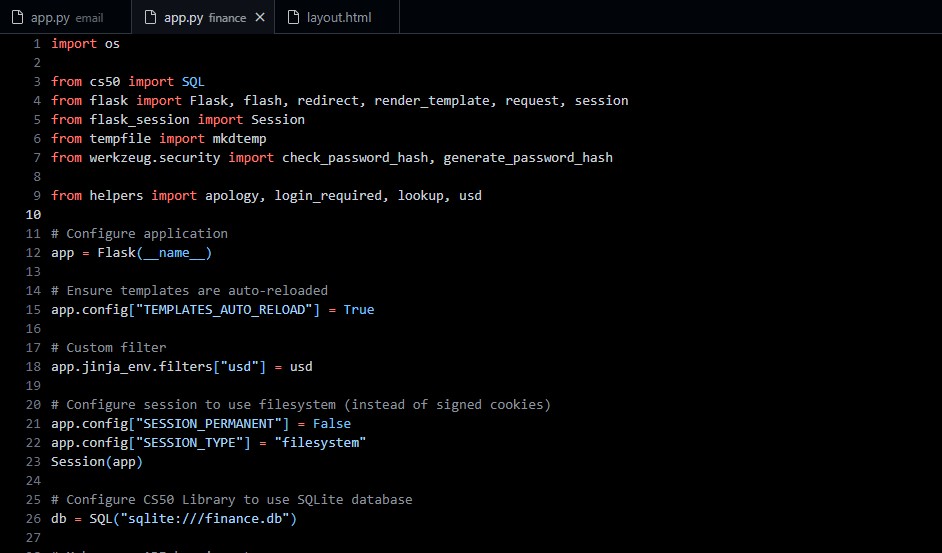 app.py email app.py finance layout.html
1 import os
2
3 from cs50 import SQL
4 from flask import Flask, flash, redirect, render_template, request, session
5 from flask_session import Session
6 from tempfile import mkdtemp
7 from werkzeug.security import check_password_hash, generate_password_hash
8
9 from helpers import apology, login_required, lookup, usd
10
11 # Configure application
12 app = Flask(__name__)
13
14 # Ensure templates are auto-reloaded
15 app.config["TEMPLATES_AUTO_RELOAD"] = True
16
17 # Custom filter
18 app.jinja_env.filters["usd"] = usd
19
20 # Configure session to use filesystem (instead of signed cookies)
21 app.config["SESSION_PERMANENT"] = False
22 app.config["SESSION_TYPE"] = "filesystem"
23 Session(app)
24
25 # Configure CS50 Library to use SQLite database
26 db = SQL("sqlite:///finance.db")
27